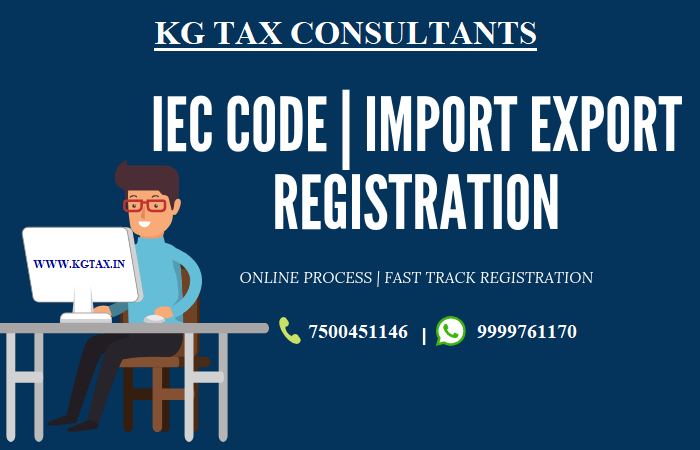 KG TAX CONSULTANTS
IEC CODE | IMPORT EXPORT
REGISTRATION
WWW.KGTAX.IN
ONLINE PROCESS | FAST TRACK REGISTRATION
7500451146 | 9999761170